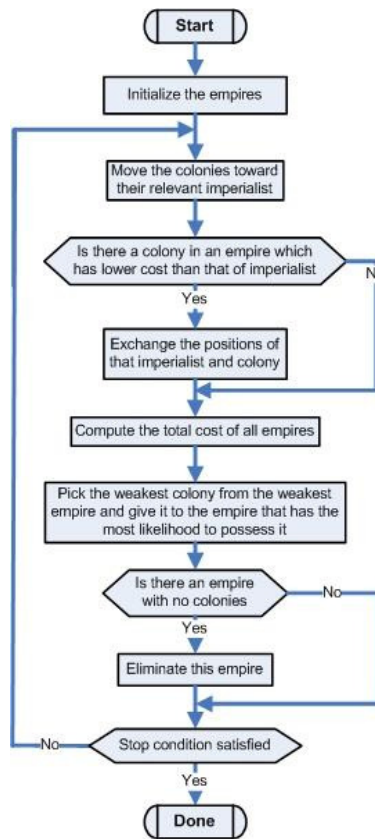 Start
Initialize the empires
Move the colonies toward
their relevant imperialist
Is there a colony in an empire which
has lower cost than that of imperialist
Yes
Exchange the positions of
that imperialist and colony
Compute the total cost of all empires
Pick the weakest colony from the weakest
empire and give it to the empire that has the
most likelihood to possess it
Is there an empire
with no colonies
No
Yes
Eliminate this empire
Stop condition satisfied
No
Yes
Done